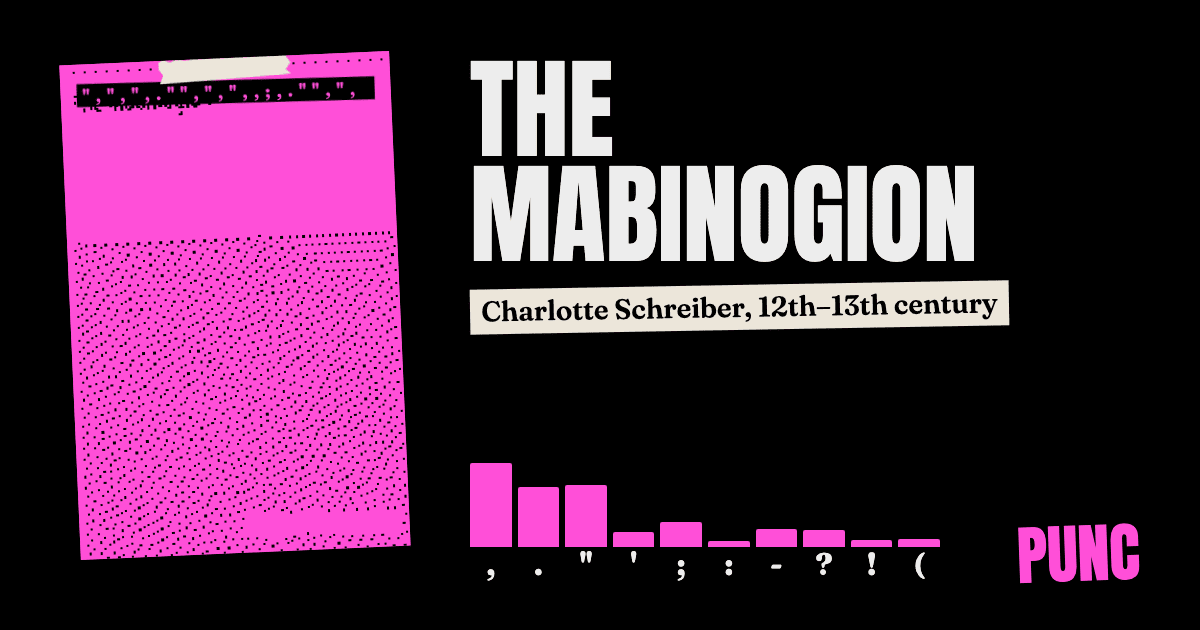 ",",",.""",",",,;,.""","",
THE
MABINOGION
Charlotte Schreiber, 12th–13th century
, . " ' ; : - ? ! (
PUNC